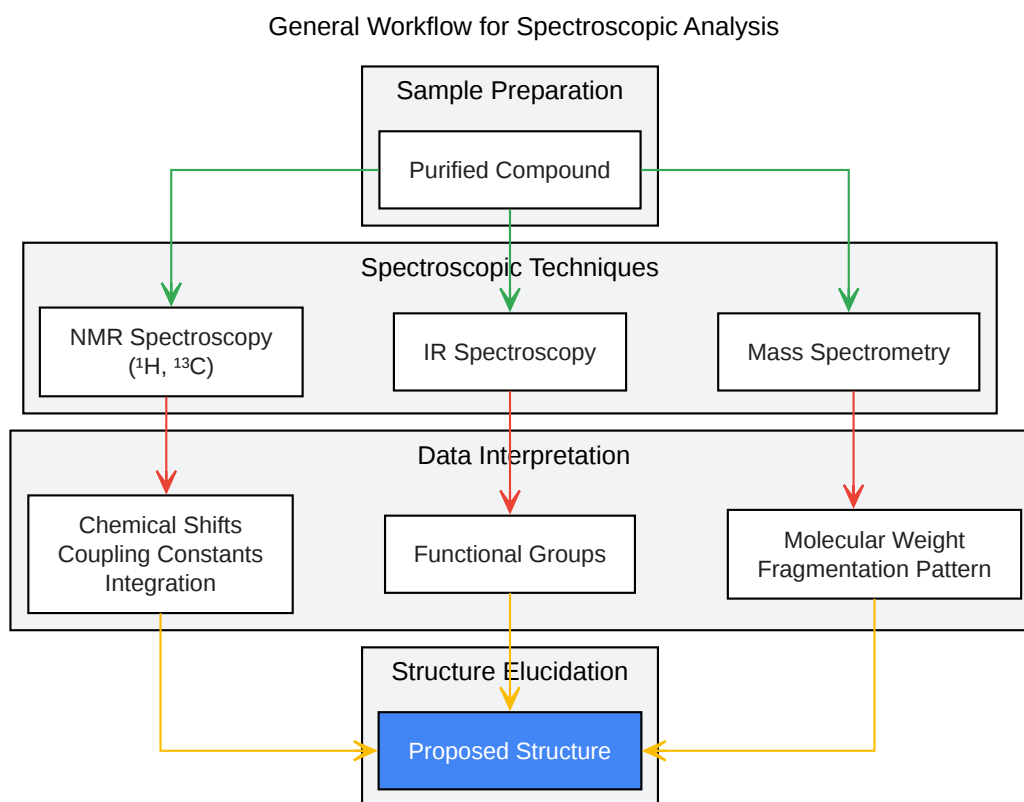 General Workflow for Spectroscopic Analysis
Sample Preparation
Purified Compound
Spectroscopic Techniques
NMR Spectroscopy
(¹H, ¹³C)
IR Spectroscopy
Mass Spectrometry
Data Interpretation
Chemical Shifts
Coupling Constants
Integration
Functional Groups
Molecular Weight
Fragmentation Pattern
Structure Elucidation
Proposed Structure